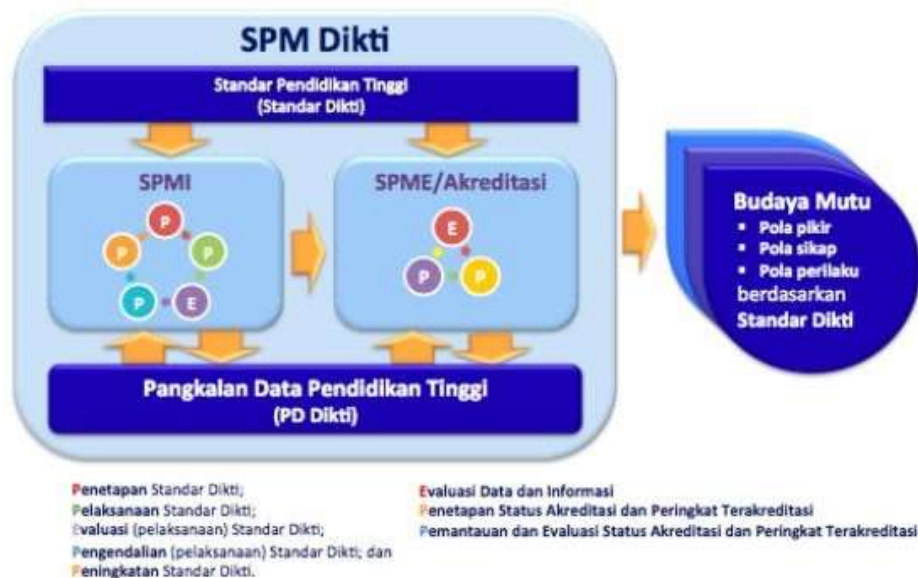 SPM Dikti
Standar Pendidikan Tinggi
(Standar Dikti)
SPMI
P
P
P
P
E
SPME/Akreditasi
E
P
P
Pangkalan Data Pendidikan Tinggi
(PD Dikti)
Budaya Mutu
▪ Pola pikir
▪ Pola sikap
▪ Pola perilaku
berdasarkan
Standar Dikti
Penetapan Standar Dikti;
Pelaksanaan Standar Dikti;
Evaluasi (pelaksanaan) Standar Dikti;
Pengendalian (pelaksanaan) Standar Dikti; dan
Peningkatan Standar Dikti.
Evaluasi Data dan Informasi
Penetapan Status Akreditasi dan Peringkat Terakreditasi
Pemantauan dan Evaluasi Status Akreditasi dan Peringkat Terakreditasi